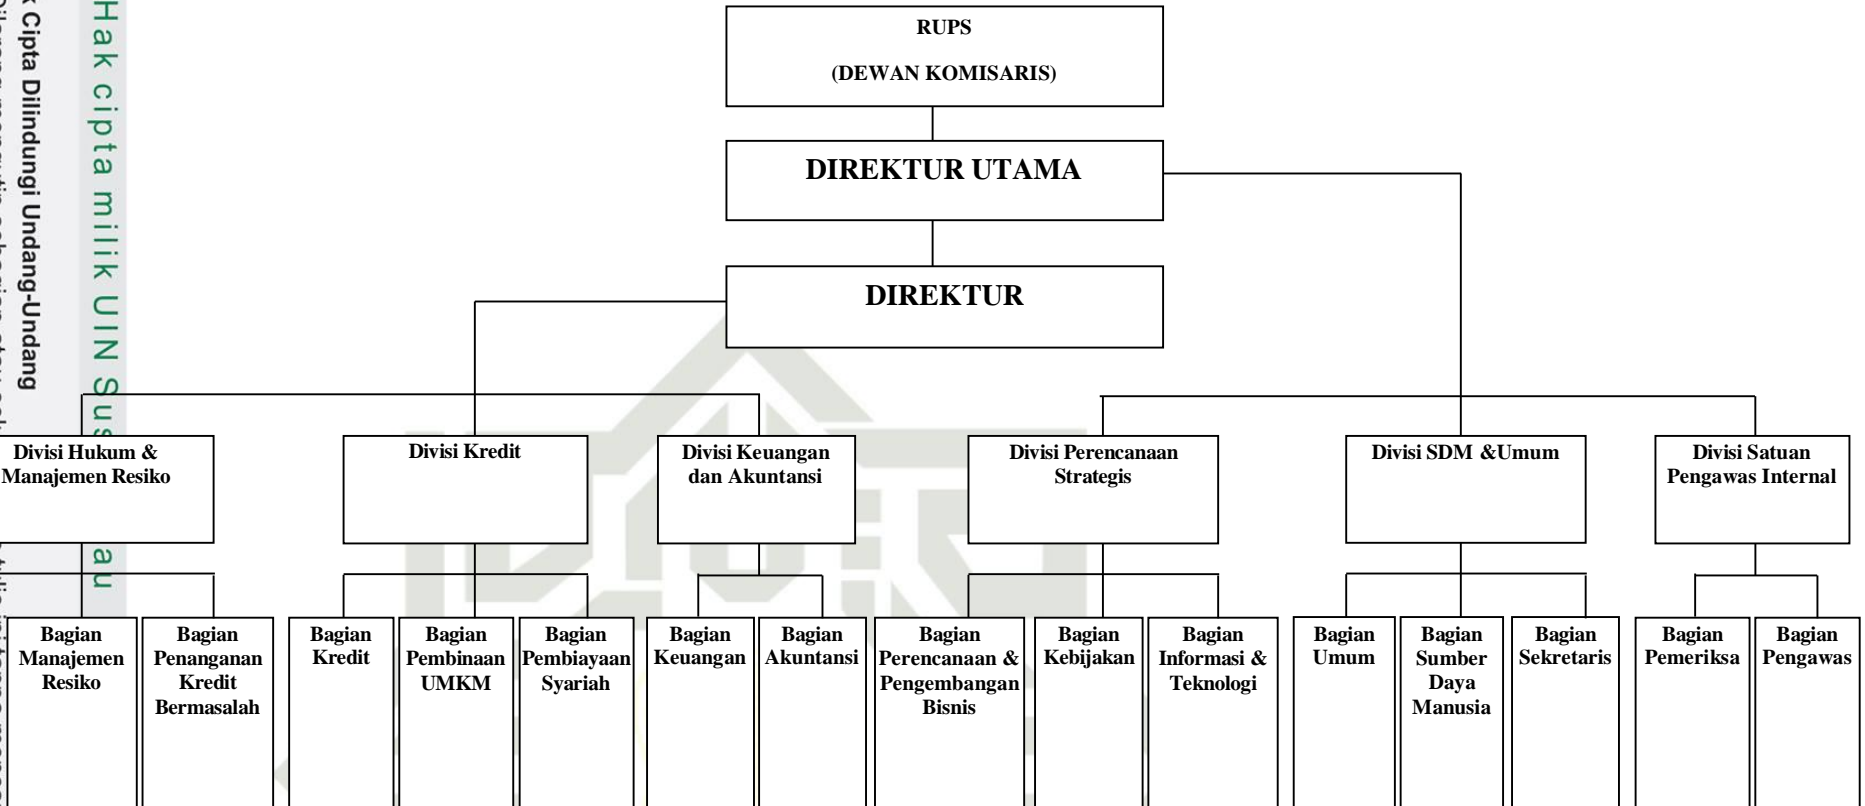 Hak cipta milik UIN Sus
au
Cipta Dilindungi Undang-Undang
RUPS
(DEWAN KOMISARIS)
DIREKTUR UTAMA
DIREKTUR
Divisi Hukum &
Manajemen Resiko
Divisi Kredit
Divisi Keuangan
dan Akuntansi
Divisi Perencanaan
Strategis
Divisi SDM &Umum
Divisi Satuan
Pengawas Internal
Bagian
Manajemen
Resiko
Bagian
Penanganan
Kredit
Bermasalah
Bagian
Kredit
Bagian
Pembinaan
UMKM
Bagian
Pembiayaan
Syariah
Bagian
Keuangan
Bagian
Akuntansi
Bagian
Perencanaan &
Pengembangan
Bisnis
Bagian
Kebijakan
Bagian
Informasi &
Teknologi
Bagian
Umum
Bagian
Sumber
Daya
Manusia
Bagian
Sekretaris
Bagian
Pemeriksa
Bagian
Pengawas